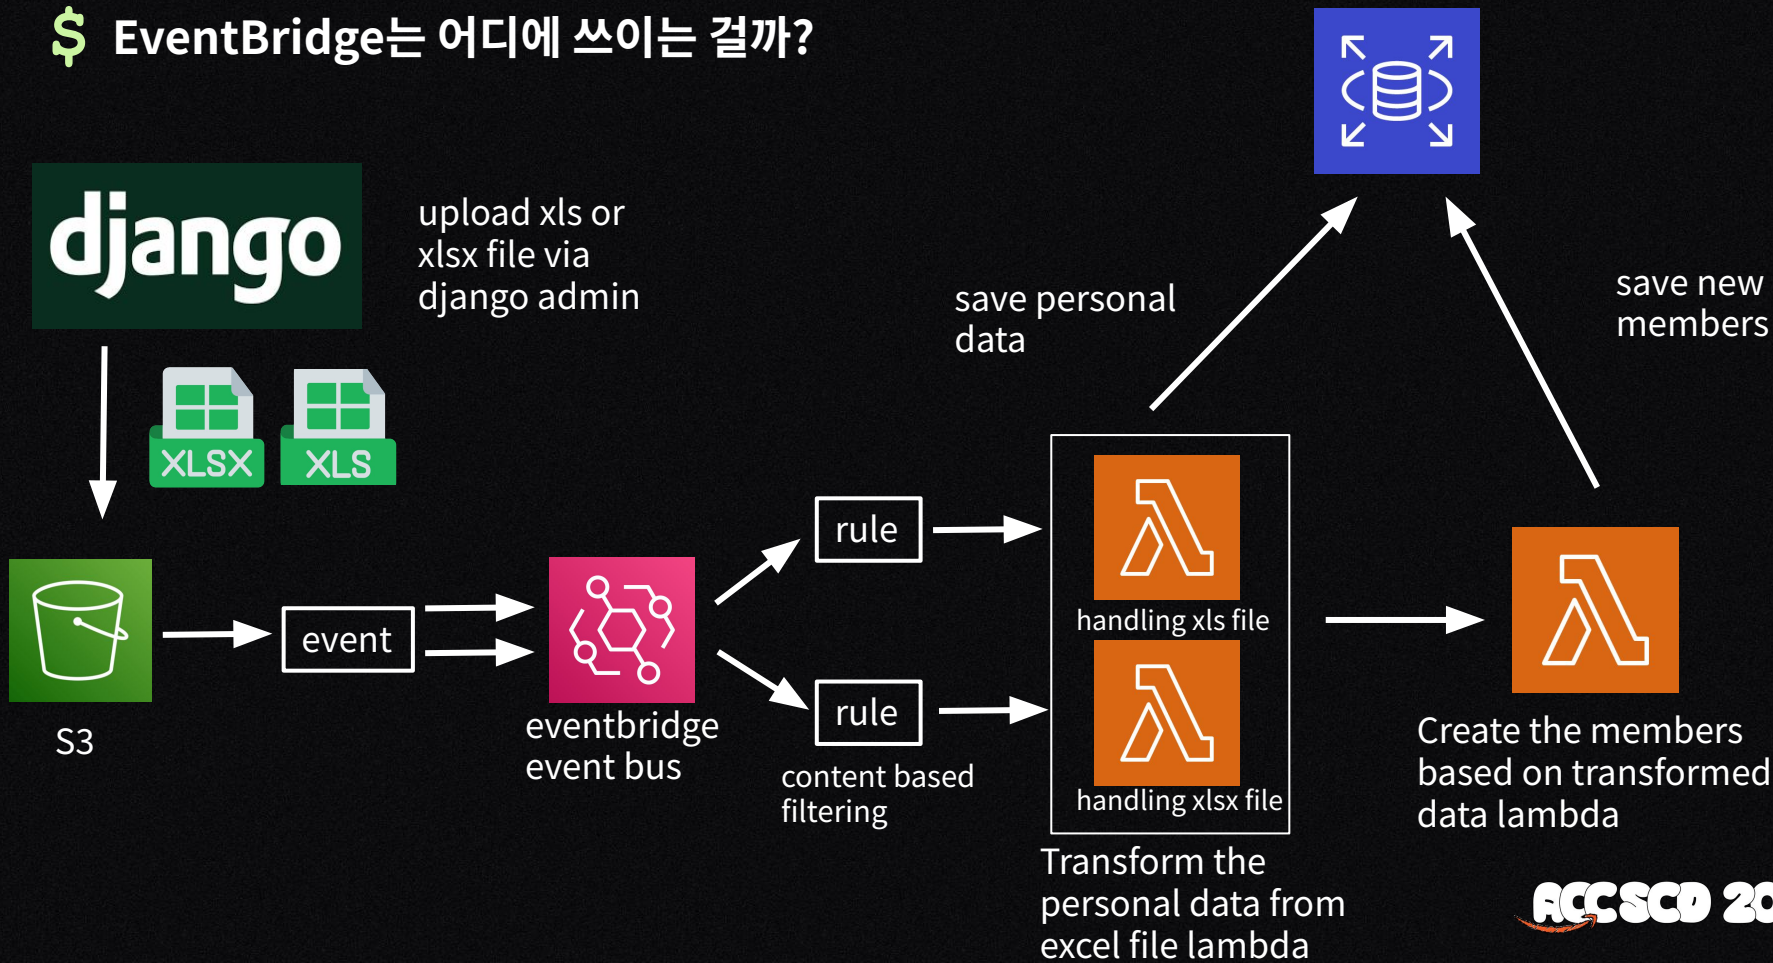 $ EventBridge는 어디에 쓰이는 걸까?
django
upload xls or
xlsx file via
django admin
XLSX
XLS
save personal
data
save new
members
rule
event
handling xls file
S3
eventbridge
event bus
rule
content based
filtering
handling xlsx file
Create the members
based on transformed
data lambda
Transform the
personal data from
excel file lambda
ACC SCD 20